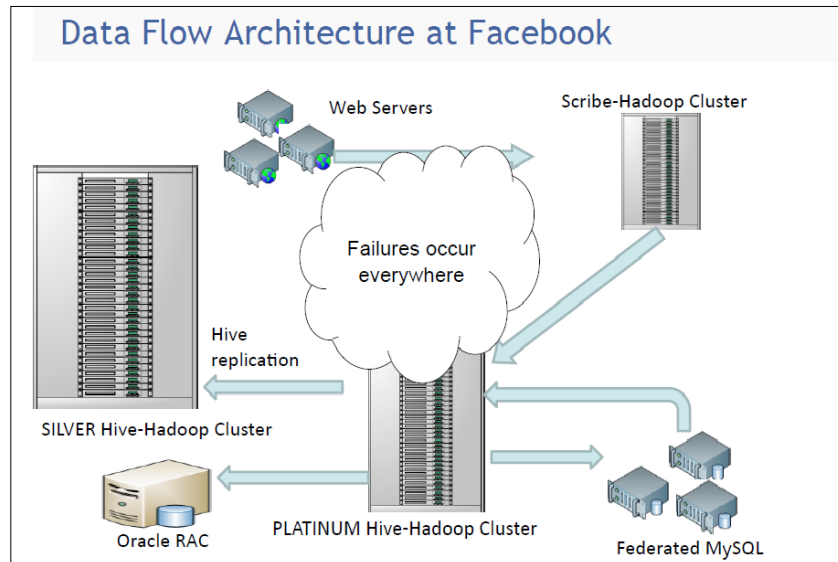 Data Flow Architecture at Facebook
Web Servers
Scribe-Hadoop Cluster
Failures occur
everywhere
Hive
replication
SILVER Hive-Hadoop Cluster
Oracle RAC
PLATINUM Hive-Hadoop Cluster
Federated MySQL